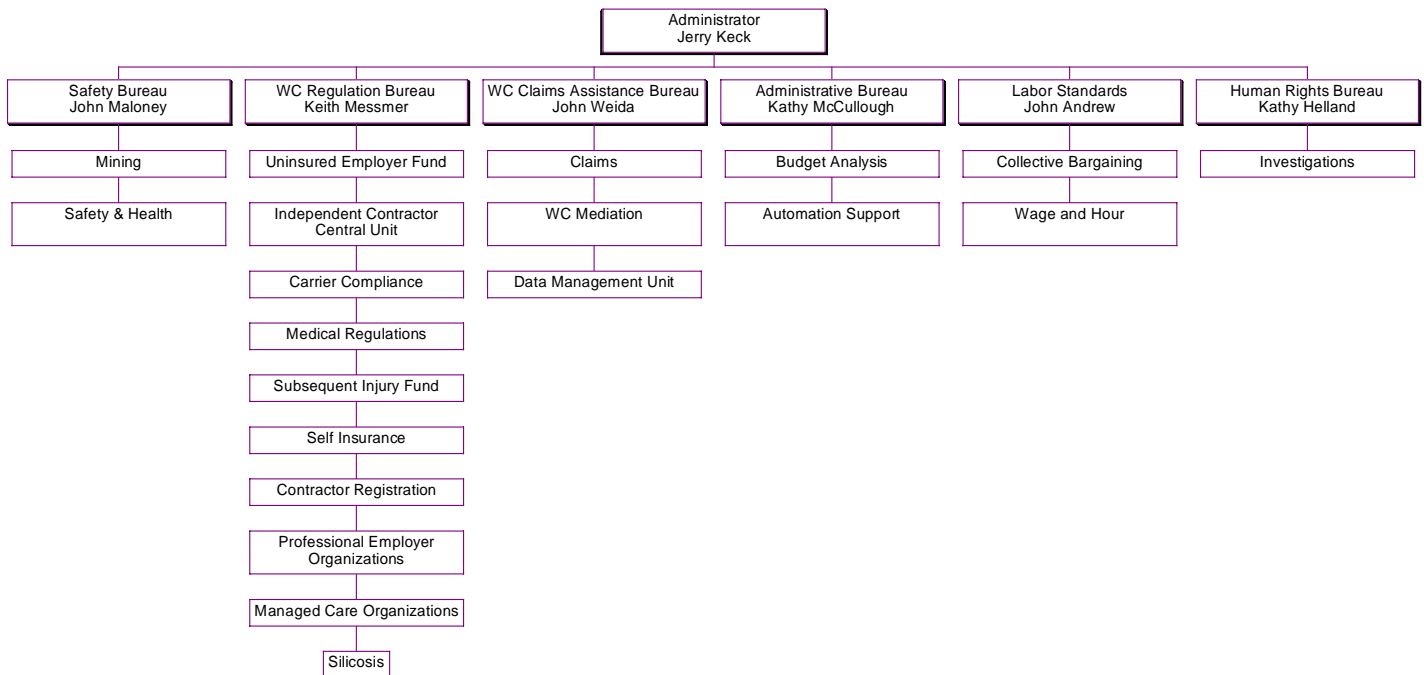 Administrator
Jerry Keck
Safety Bureau
John Maloney
WC Regulation Bureau
Keith Messmer
WC Claims Assistance Bureau
John Weida
Administrative Bureau
Kathy McCullough
Labor Standards
John Andrew
Human Rights Bureau
Kathy Helland
Mining
Safety & Health
Uninsured Employer Fund
Independent Contractor
Central Unit
Carrier Compliance
Medical Regulations
Subsequent Injury Fund
Self Insurance
Contractor Registration
Professional Employer
Organizations
Managed Care Organizations
Silicosis
Claims
WC Mediation
Data Management Unit
Budget Analysis
Automation Support
Collective Bargaining
Wage and Hour
Investigations